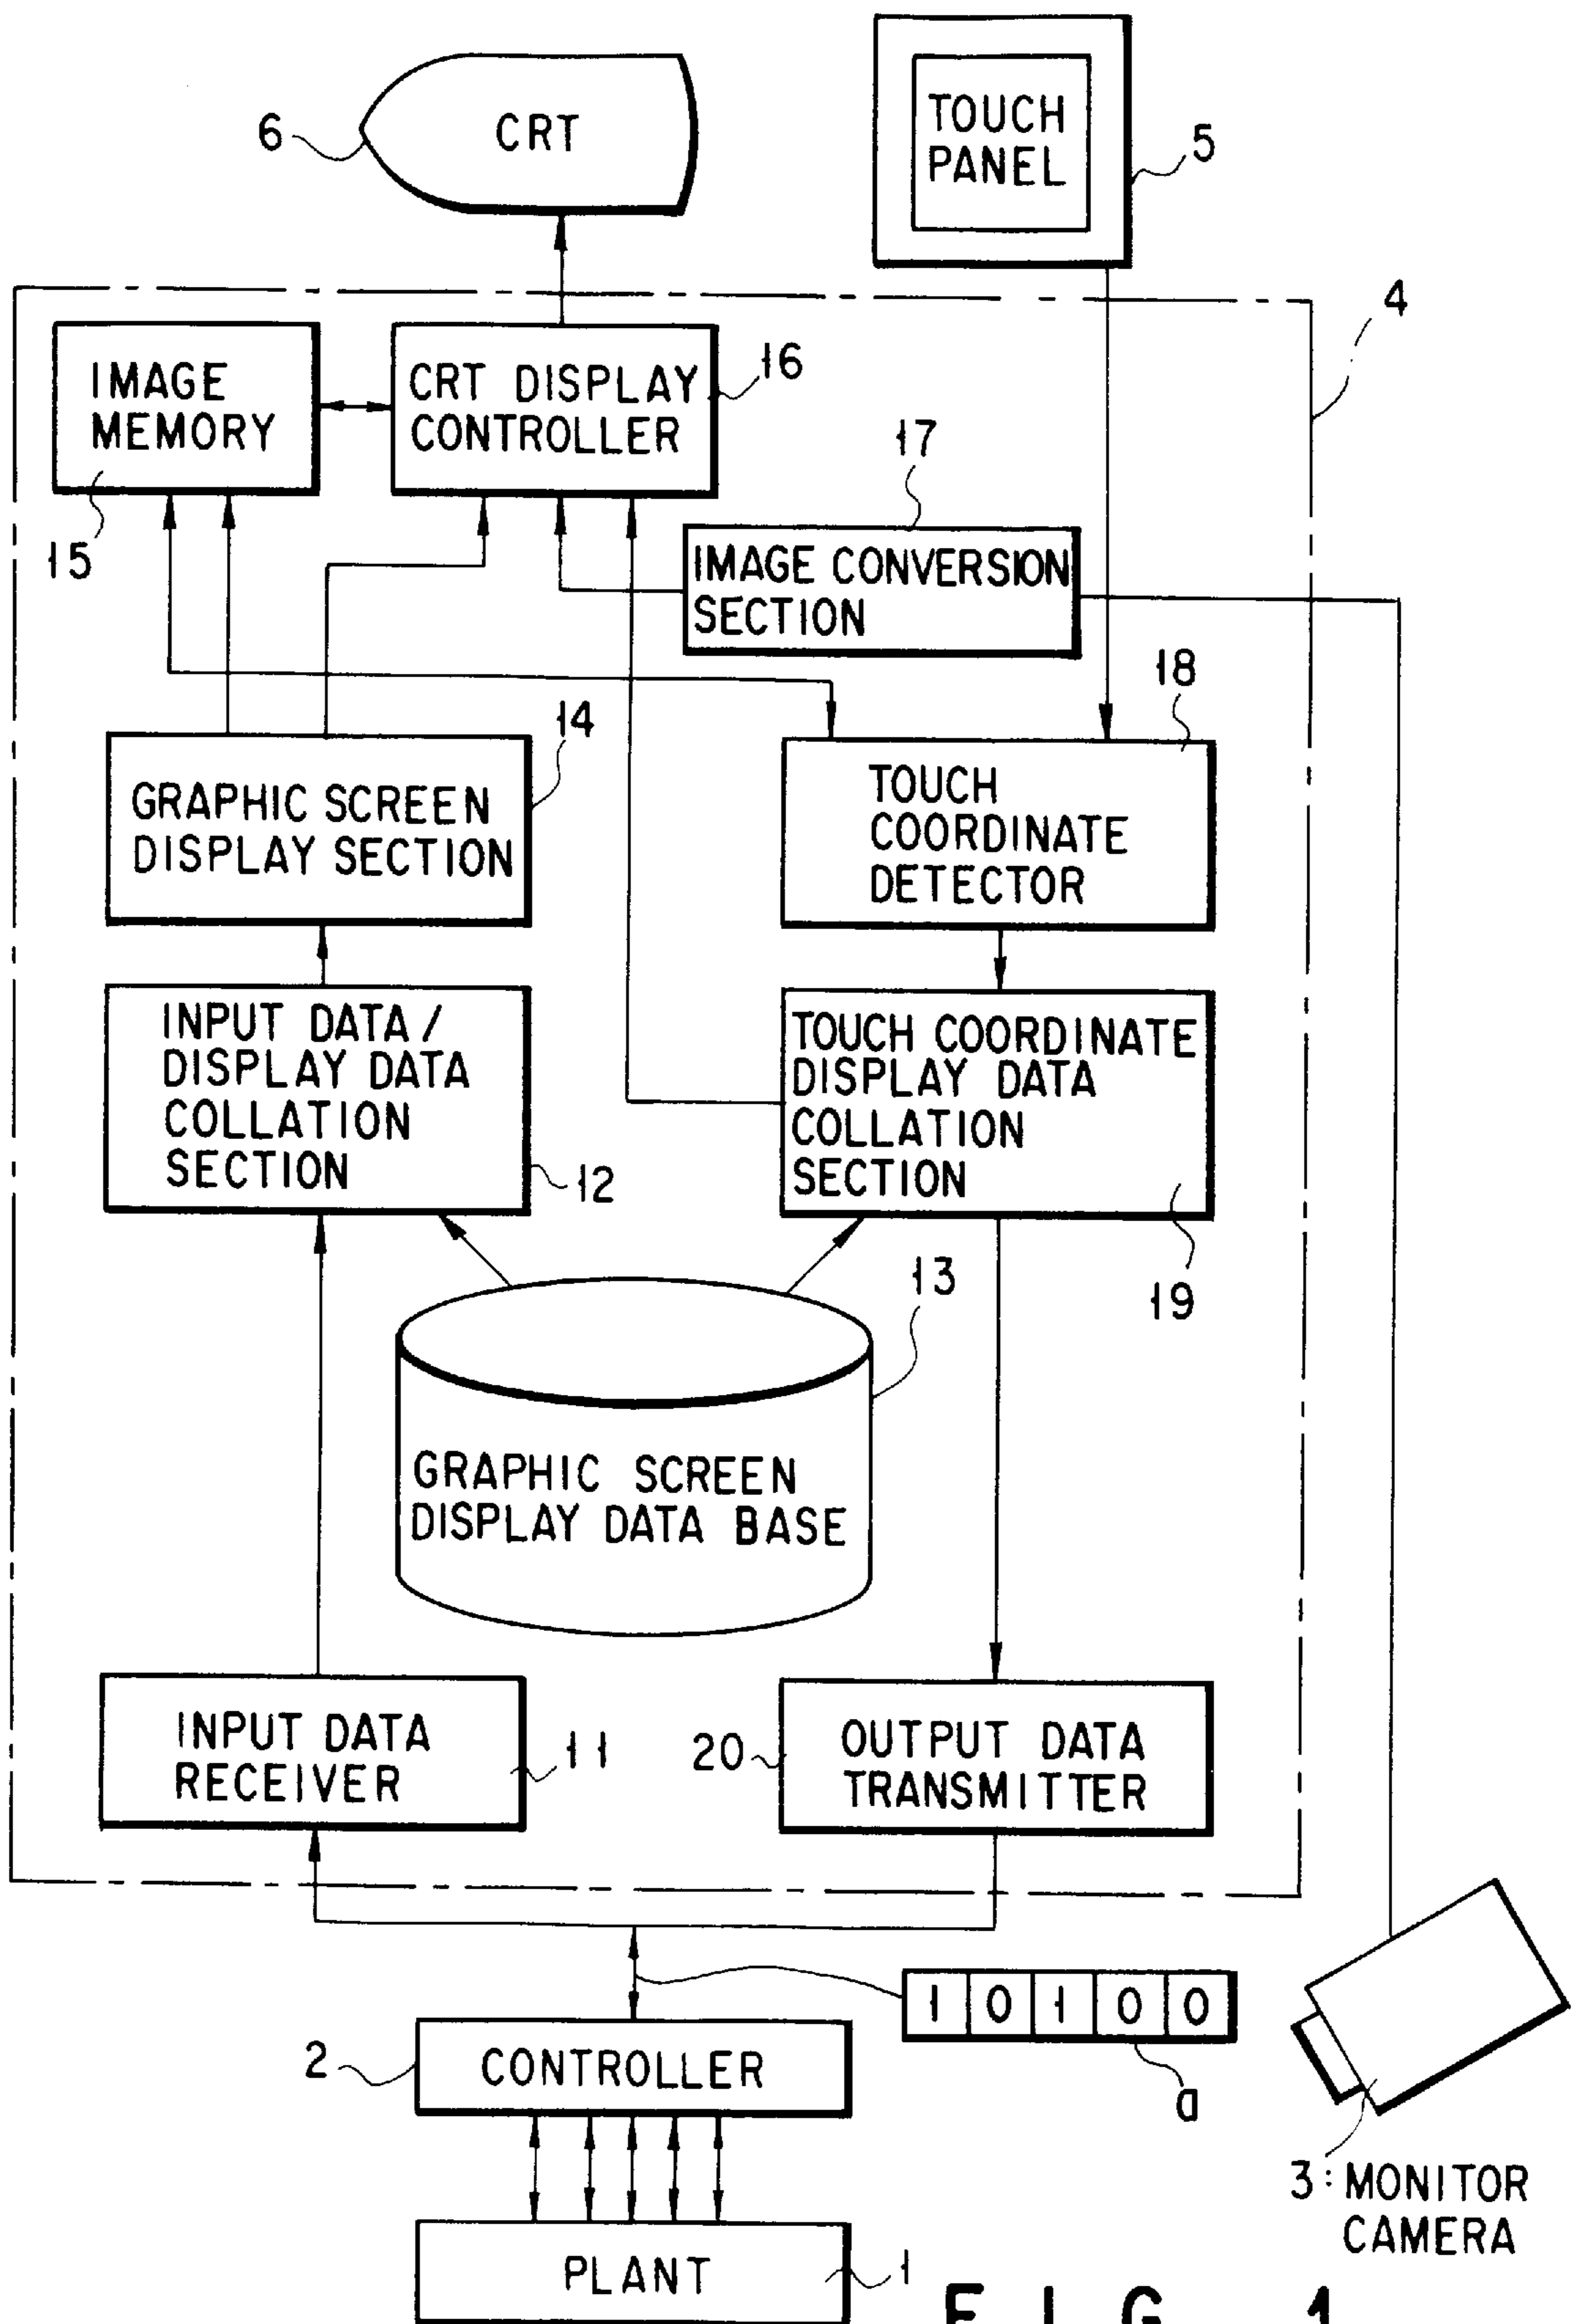 CRT
6
TOUCH
PANEL
5
4
IMAGE
MEMORY
15
CRT DISPLAY
CONTROLLER
16
17
IMAGE CONVERSION
SECTION
18
14
GRAPHIC SCREEN
DISPLAY SECTION
TOUCH
COORDINATE
DETECTOR
INPUT DATA/
DISPLAY DATA
COLLATION
SECTION
12
TOUCH COORDINATE
DISPLAY DATA
COLLATION
SECTION
19
13
GRAPHIC SCREEN
DISPLAY DATA BASE
INPUT DATA
RECEIVER
11
20
OUTPUT DATA
TRANSMITTER
1 0 1 0 0
a
2
CONTROLLER
3: MONITOR
CAMERA
PLANT
1
FIG. 1